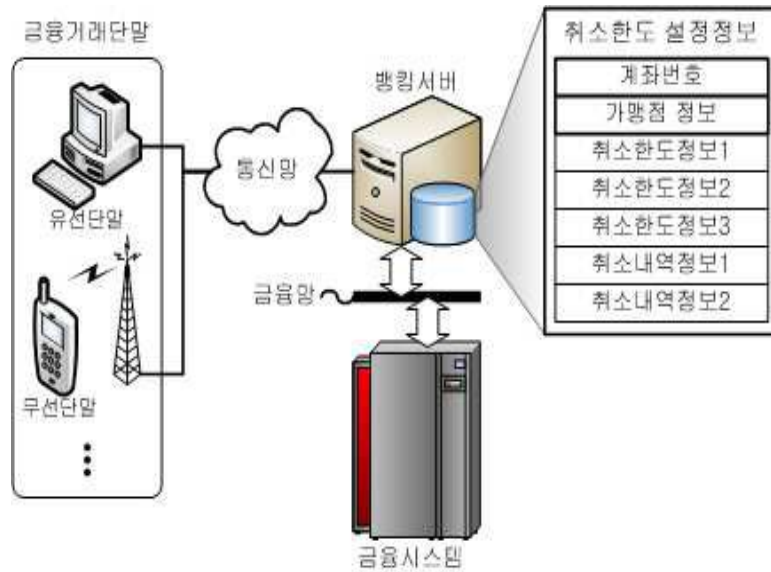 금융거래단말
유선단말
무선단말
통신망
뱅킹서버
금융망
금융시스템
취소한도 설정정보
계좌번호
가맹점 정보
취소한도정보1
취소한도정보2
취소한도정보3
취소내역정보1
취소내역정보2